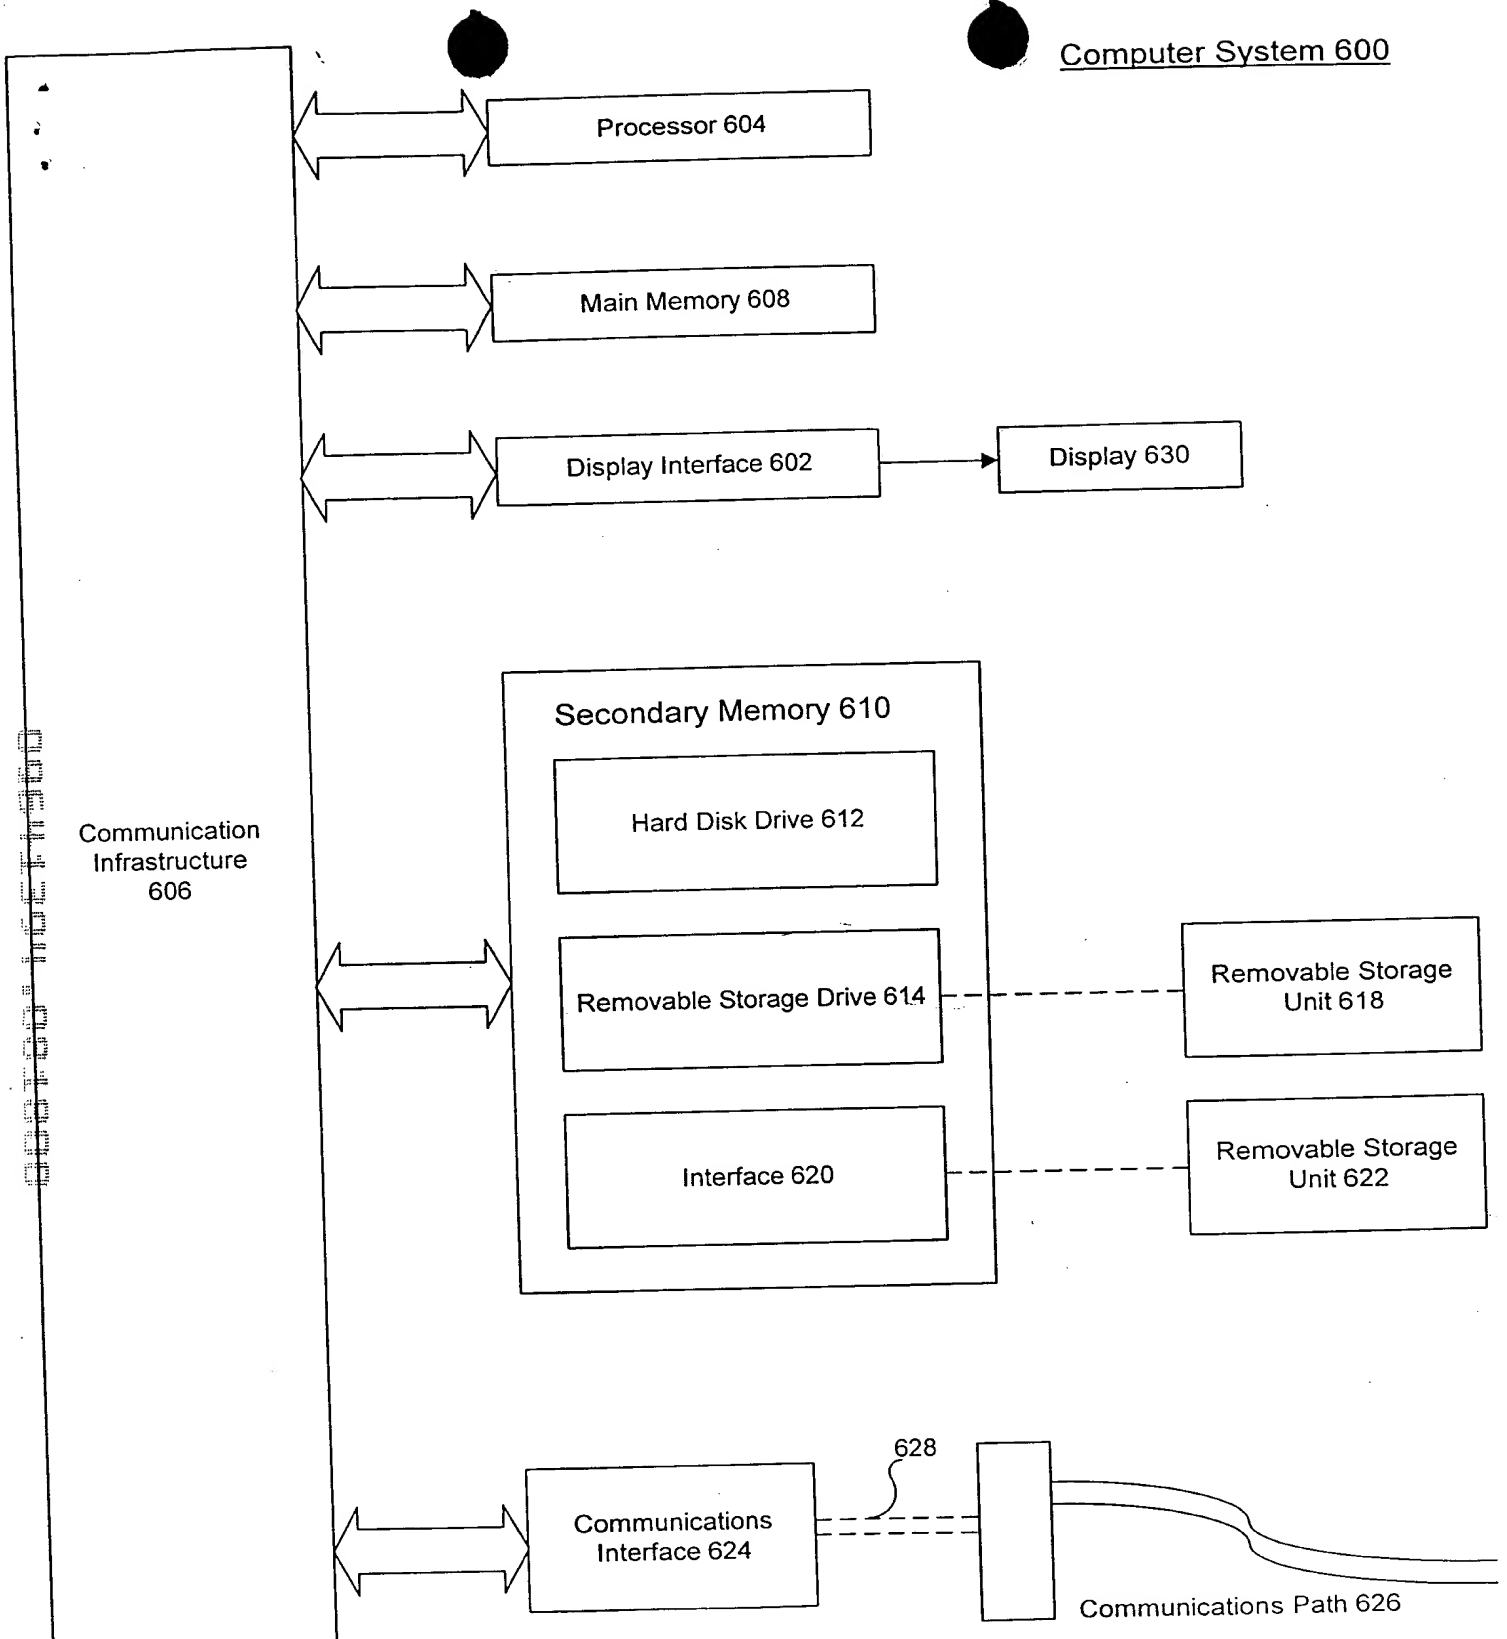 Computer System 600
Processor 604
Main Memory 608
Display Interface 602
Display 630
Secondary Memory 610
Hard Disk Drive 612
Communication
Infrastructure
606
Removable Storage Drive 614
Removable Storage
Unit 618
Interface 620
Removable Storage
Unit 622
628
Communications
Interface 624
Communications Path 626